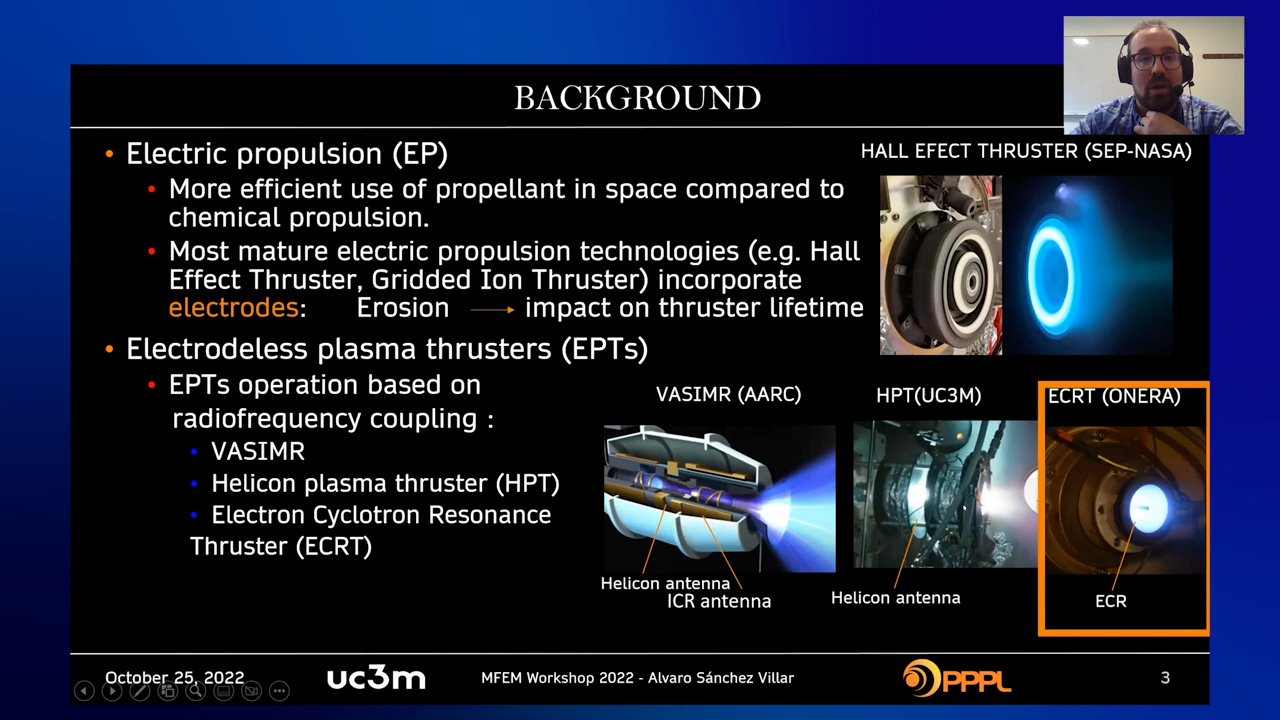 BACKGROUND
• Electric propulsion (EP)
• More efficient use of propellant in space compared to
chemical propulsion.
• Most mature electric propulsion technologies (e.g. Hall
Effect Thruster, Gridded Ion Thruster) incorporate
electrodes: Erosion → impact on thruster lifetime
• Electrodeless plasma thrusters (EPTs)
• EPTs operation based on
radiofrequency coupling :
• VASIMR
• Helicon plasma thruster (HPT)
• Electron Cyclotron Resonance
Thruster (ECRT)
HALL EFECT THRUSTER (SEP-NASA)
VASIMR (AARC)
HPT(UC3M)
ECRT (ONERA)
Helicon antenna
ICR antenna
Helicon antenna
ECR
October 25, 2022
uc3m
MFEM Workshop 2022 - Alvaro Sánchez Villar
PPPL
3